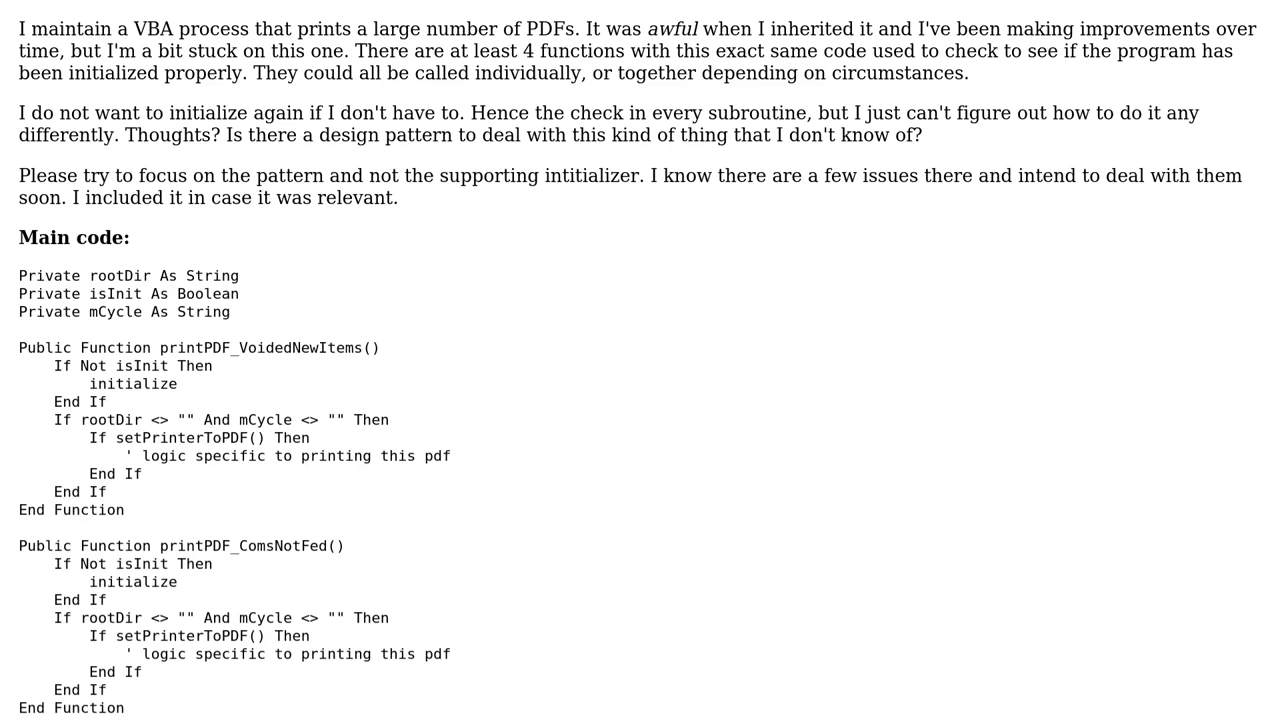 I maintain a VBA process that prints a large number of PDFs. It was awful when I inherited it and I've been making improvements over
time, but I'm a bit stuck on this one. There are at least 4 functions with this exact same code used to check to see if the program has
been initialized properly. They could all be called individually, or together depending on circumstances.
I do not want to initialize again if I don't have to. Hence the check in every subroutine, but I just can't figure out how to do it any
differently. Thoughts? Is there a design pattern to deal with this kind of thing that I don't know of?
Please try to focus on the pattern and not the supporting intitializer. I know there are a few issues there and intend to deal with them
soon. I included it in case it was relevant.
Main code:
Private rootDir As String
Private isInit As Boolean
Private mCycle As String
Public Function printPDF_VoidedNewItems()
    If Not isInit Then
        initialize
    End If
    If rootDir <> "" And mCycle <> "" Then
        If setPrinterToPDF() Then
            ' logic specific to printing this pdf
        End If
    End If
End Function
Public Function printPDF_ComsNotFed()
    If Not isInit Then
        initialize
    End If
    If rootDir <> "" And mCycle <> "" Then
        If setPrinterToPDF() Then
            ' logic specific to printing this pdf
        End If
    End If
End Function